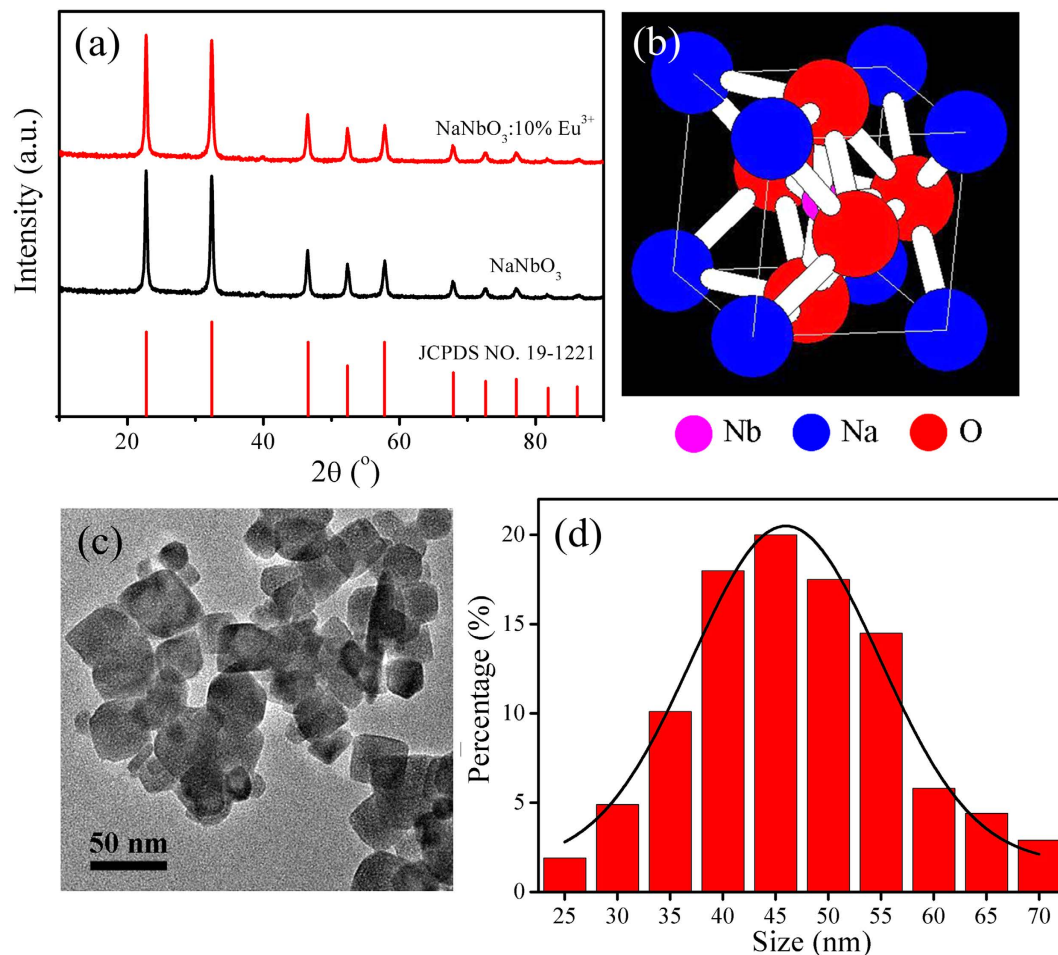 (a)
Intensity (a.u.)
NaNbO₃:10% Eu³⁺
NaNbO₃
JCPDS NO. 19-1221
20 40 60 80
2θ (°)
(b)
Nb Na O
(c)
50 nm
(d)
Percentage (%)
20
15
10
5
0
25 30 35 40 45 50 55 60 65 70
Size (nm)